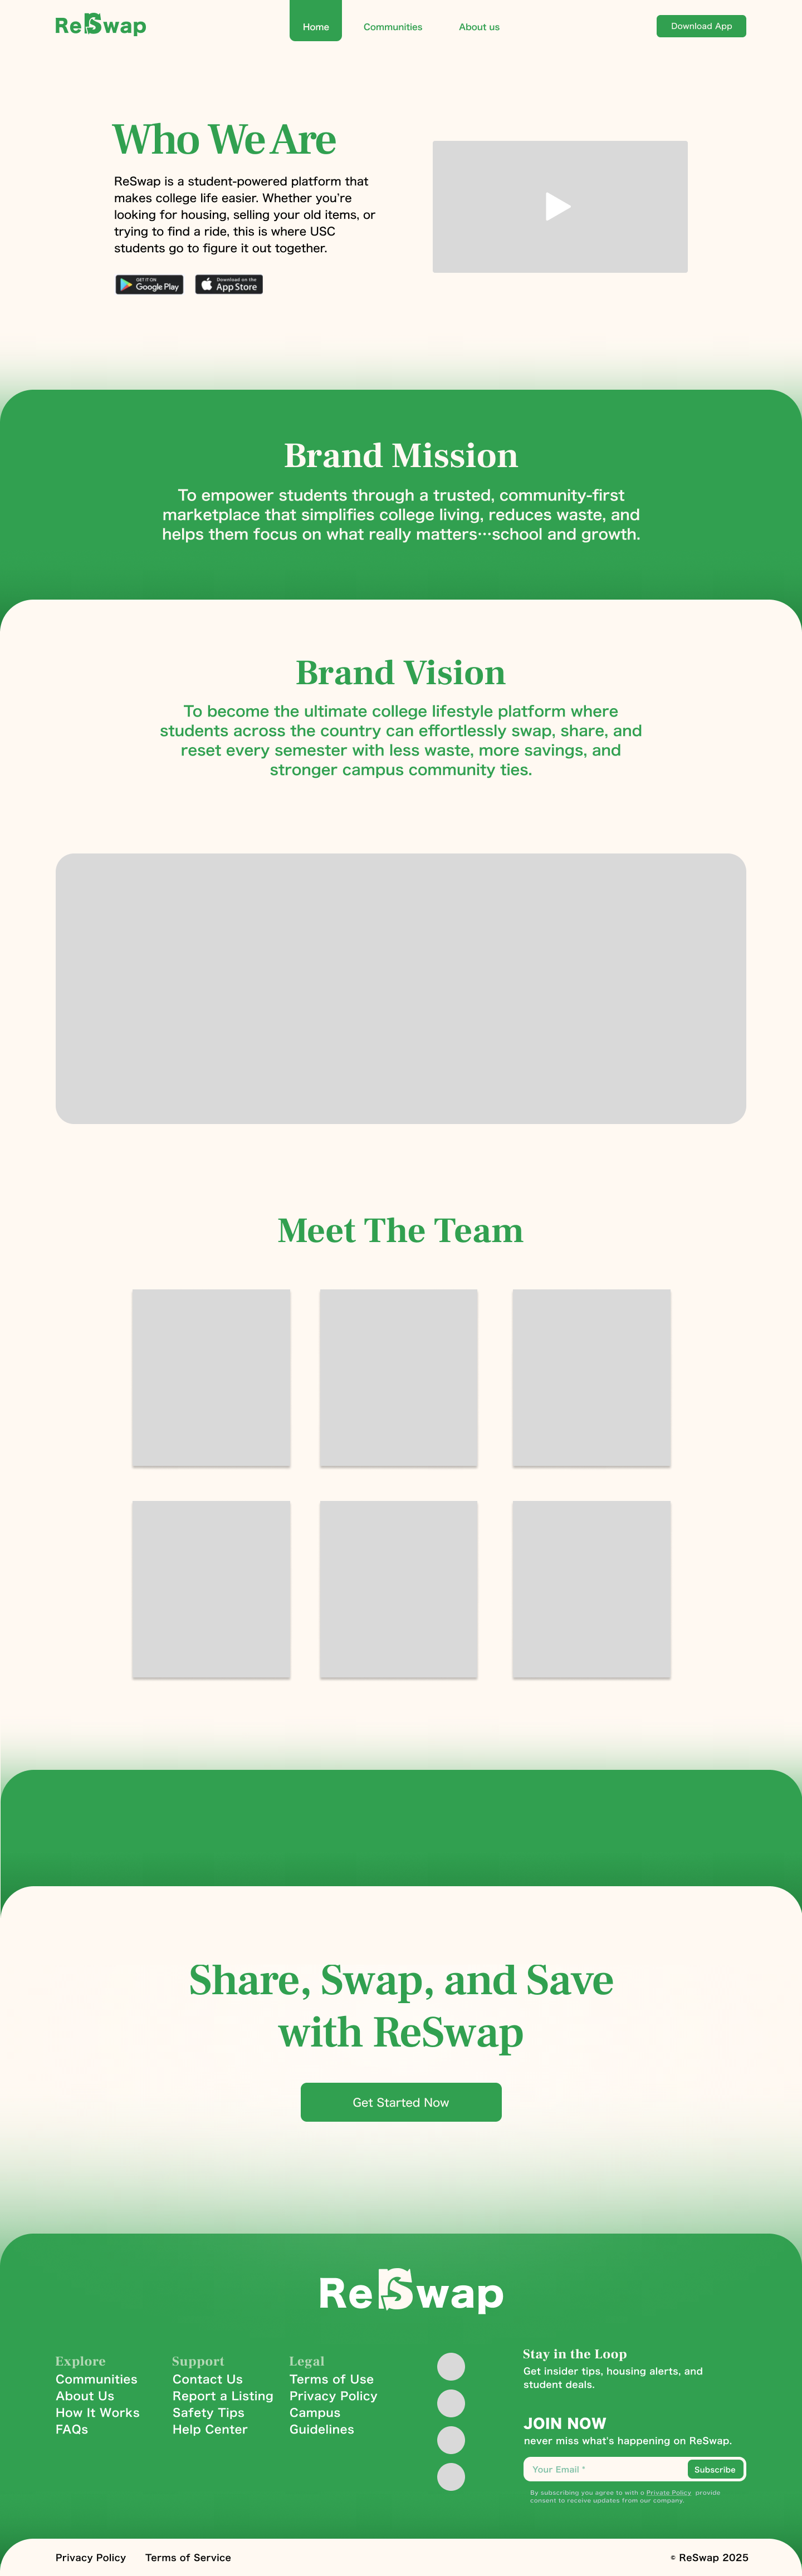 ReSwap
Home
Communities
About us
Download App
Who We Are
ReSwap is a student-powered platform that
makes college life easier. Whether you're
looking for housing, selling your old items, or
trying to find a ride, this is where USC
students go to figure it out together.
GET IT ON
Google Play
Download on the
App Store
Brand Mission
To empower students through a trusted, community-first
marketplace that simplifies college living, reduces waste, and
helps them focus on what really matters…school and growth.
Brand Vision
To become the ultimate college lifestyle platform where
students across the country can effortlessly swap, share, and
reset every semester with less waste, more savings, and
stronger campus community ties.
Meet The Team
Share, Swap, and Save
with ReSwap
Get Started Now
ReSwap
Explore
Communities
About Us
How It Works
FAQs
Support
Contact Us
Report a Listing
Safety Tips
Help Center
Legal
Terms of Use
Privacy Policy
Campus
Guidelines
Stay in the Loop
Get insider tips, housing alerts, and
student deals.
JOIN NOW
never miss what's happening on ReSwap.
Your Email *
Subscribe
By subscribing you agree to with o Private Policy provide
consent to receive updates from our company.
Privacy Policy
Terms of Service
© ReSwap 2025